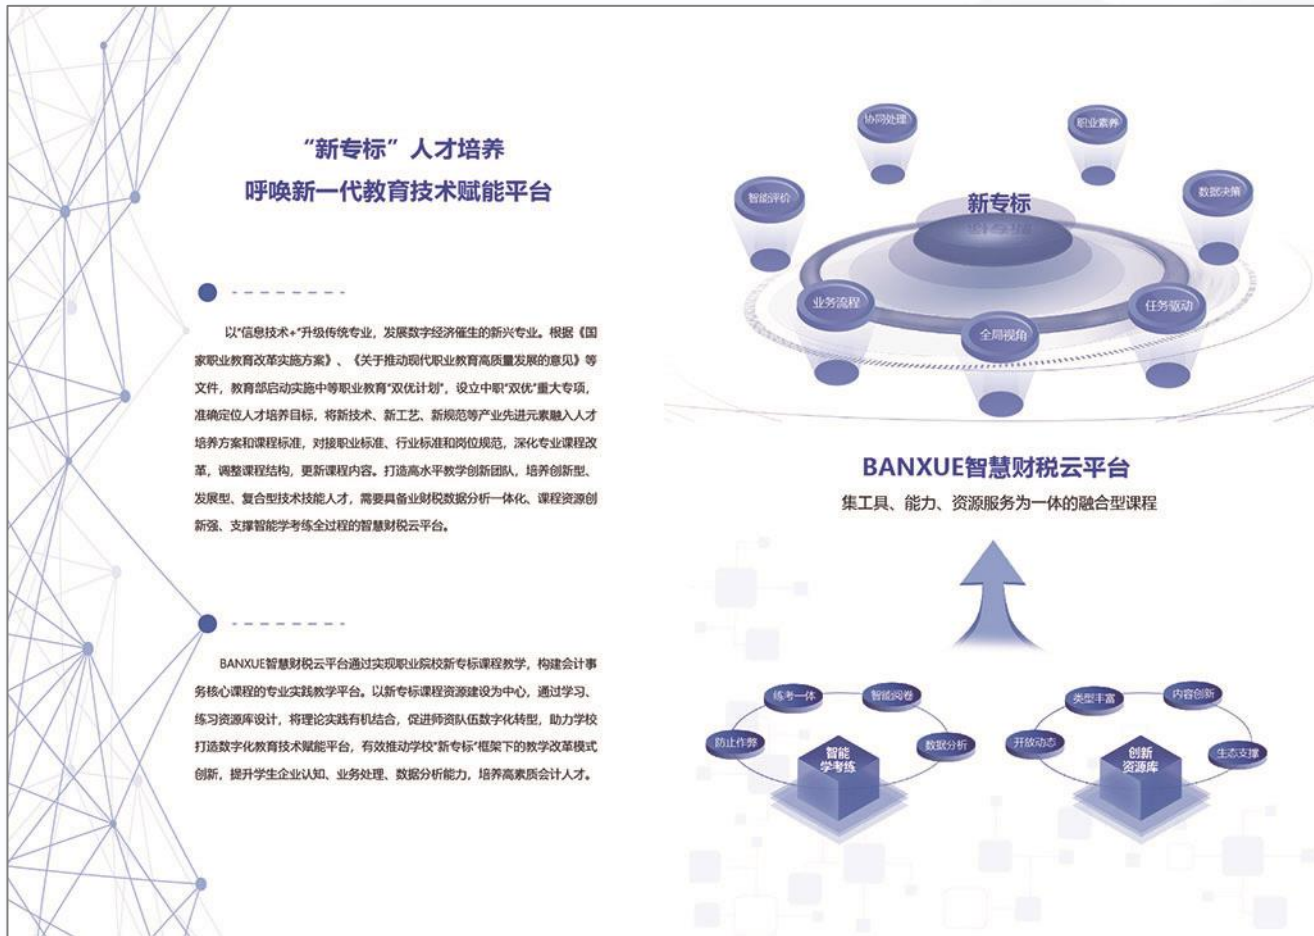 “新专标”人才培养
呼唤新一代教育技术赋能平台
以“信息技术+”升级传统专业，发展数字经济催生的新兴专业。根据《国
家职业教育改革实施方案》、《关于推动现代职业教育高质量发展的意见》等
文件，教育部启动实施中等职业教育“双优计划”，设立中职“双优”重大专项，
准确定位人才培养目标，将新技术、新工艺、新规范等产业先进元素融入人才
培养方案和课程标准，对接职业标准、行业标准和岗位规范，深化专业课程改
革，调整课程结构，更新课程内容。打造高水平教学创新团队，培养创新型、
发展型、复合型技术技能人才，需要具备业财税数据分析一体化、课程资源创
新强、支撑智能学考练全过程的智慧财税云平台。
BANXUE智慧财税云平台通过实现职业院校新专标课程教学，构建会计事
务核心课程的专业实践教学平台。以新专标课程资源建设为中心，通过学习、
练习资源库设计，将理论实践有机结合，促进师资队伍数字化转型，助力学校
打造数字化教育技术赋能平台，有效推动学校“新专标”框架下的教学改革模式
创新，提升学生企业认知、业务处理、数据分析能力，培养高素质会计人才。
协同处理
职业素养
智能评价
数据决策
新专标
业务流程
任务驱动
全局视角
BANXUE智慧财税云平台
集工具、能力、资源服务为一体的融合型课程
练考一体
智能阅卷
防止作弊
数据分析
智能
学考练
类型丰富
内容创新
开放动态
生态支撑
创新
资源库